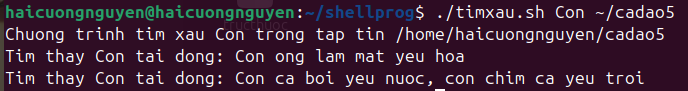 haicuongnguyen@haicuongnguyen:~/shellprog$ ./timxau.sh Con ~/cadao5
Chuong trinh tim xau Con trong tap tin /home/haicuongnguyen/cadao5
Tim thay Con tai dong: Con ong lam mat yeu hoa
Tim thay Con tai dong: Con ca boi yeu nuoc, con chim ca yeu troi